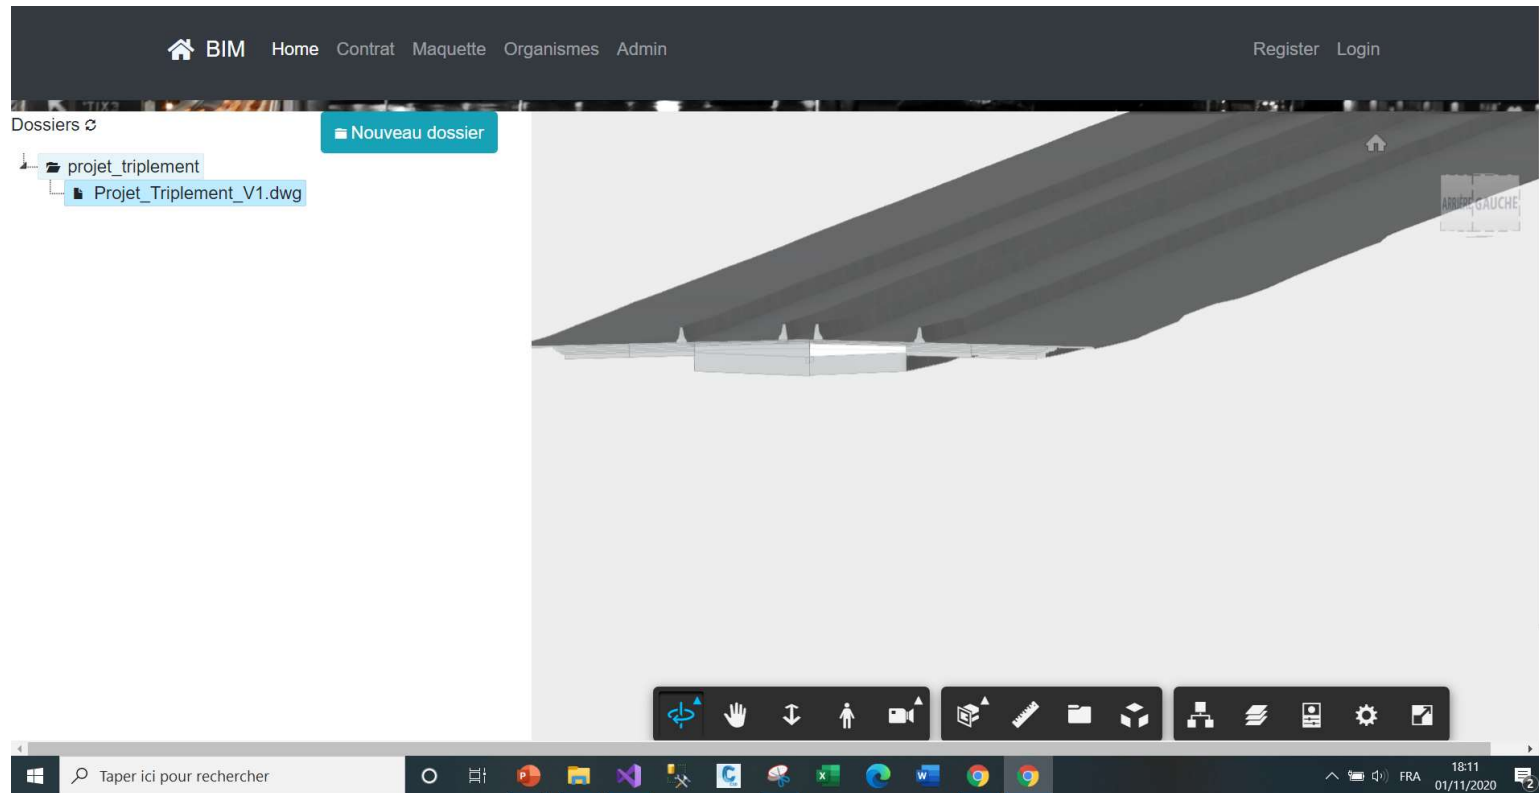 BIM Home Contrat Maquette Organismes Admin Register Login
Dossiers
Nouveau dossier
projet_triplement
Projet_Triplement_V1.dwg
ARRIÈRE GAUCHE
Taper ici pour rechercher
FRA
18:11
01/11/2020
2